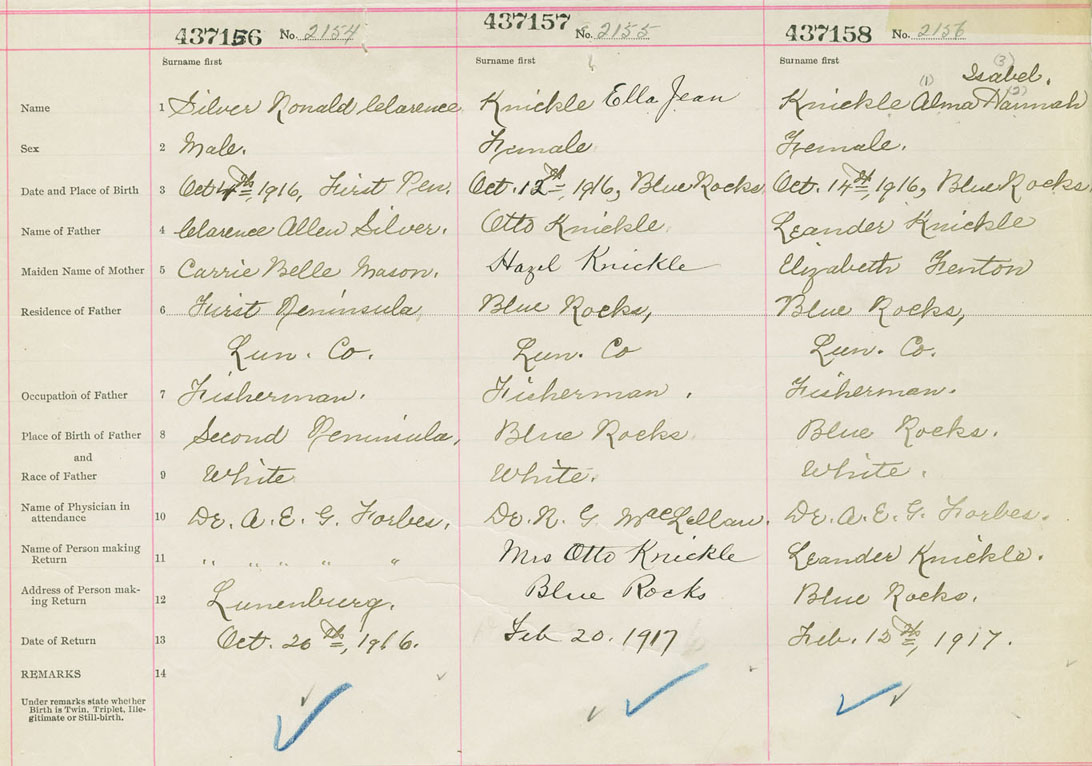 437156 No. 2154 437157 No. 2155 437158 No. 2156
Surname first Surname first Surname first
(3)
Isabel.
(1) (2)
Name 1 Silver Ronald Clarence Knickle Ella Jean Knickle Alma Hannah
Sex 2 Male. Female Female.
Date and Place of Birth 3 Oct 4th, 1916, First Pen. Oct. 12th, 1916, Blue Rocks Oct. 14th, 1916, Blue Rocks
Name of Father 4 Clarence Allen Silver. Otto Knickle. Leander Knickle
Maiden Name of Mother 5 Carrie Belle Mason. Hazel Knickle Elizabeth Fenton
Residence of Father 6 First Peninsula, Blue Rocks, Blue Rocks,
Lun. Co. Lun. Co Lun. Co.
Occupation of Father 7 Fisherman. Fisherman. Fisherman.
Place of Birth of Father 8 Second Peninsula, Blue Rocks Blue Rocks.
and
Race of Father 9 White White. White.
Name of Physician in
attendance 10 Dr. A. E. G. Forbes. Dr. R. G. MacLellan. Dr. A. E. G. Forbes.
Name of Person making
Return 11 " " " " " Mrs Otto Knickle Leander Knickle.
Address of Person mak-
ing Return 12 Lunenburg. Blue Rocks Blue Rocks.
Date of Return 13 Oct. 20th, 1916. Feb 20. 1917 Feb. 12th, 1917.
REMARKS 14
Under remarks state whether
Birth is Twin, Triplet, Ille-
gitimate or Still-birth.